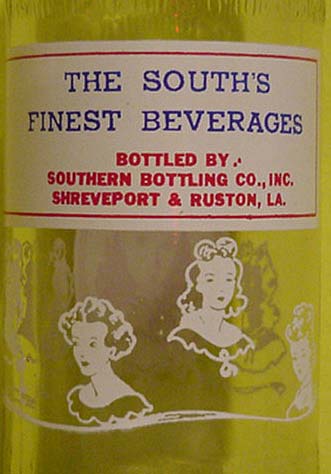 THE SOUTH'S
FINEST BEVERAGES
BOTTLED BY
SOUTHERN BOTTLING CO., INC.
SHREVEPORT & RUSTON, LA.